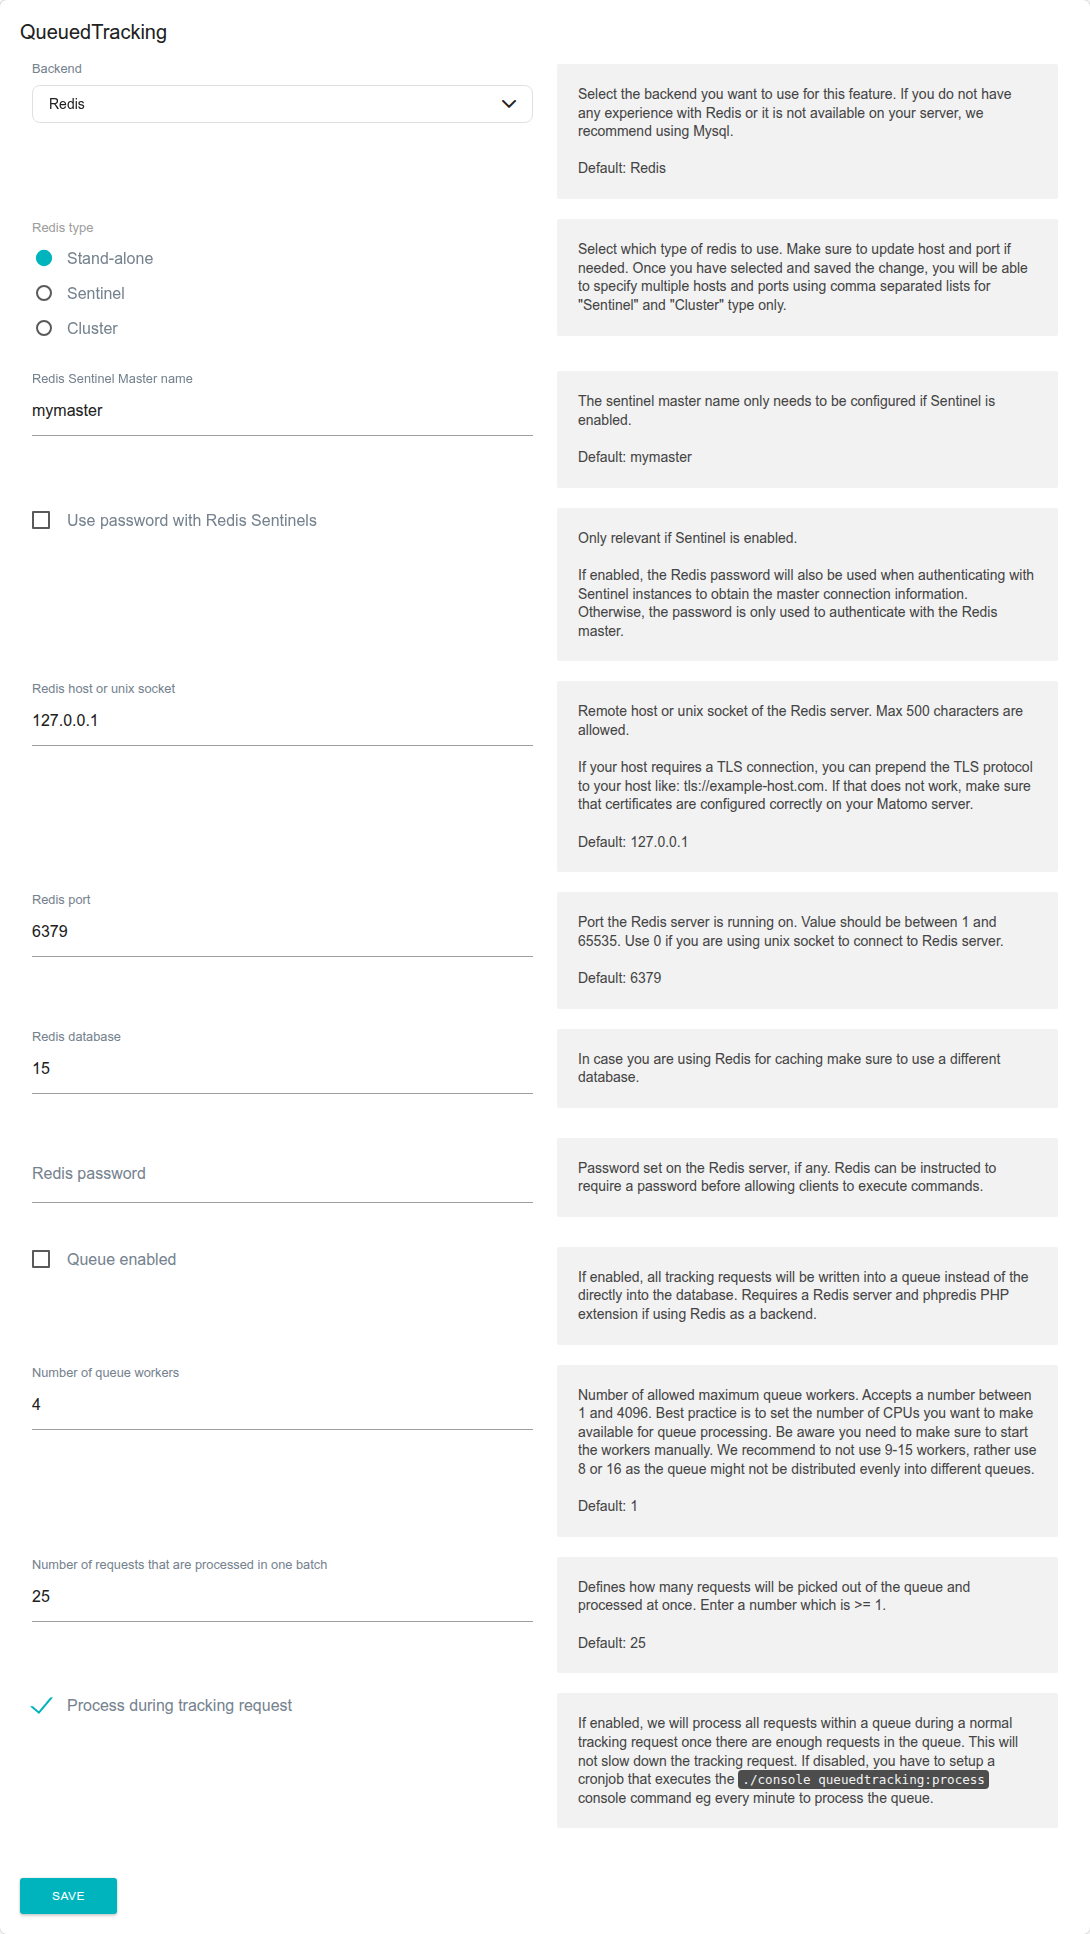 QueuedTracking
Backend
Redis
Select the backend you want to use for this feature. If you do not have
any experience with Redis or it is not available on your server, we
recommend using Mysql.
Default: Redis
Redis type
Stand-alone
Sentinel
Cluster
Select which type of redis to use. Make sure to update host and port if
needed. Once you have selected and saved the change, you will be able
to specify multiple hosts and ports using comma separated lists for
"Sentinel" and "Cluster" type only.
Redis Sentinel Master name
mymaster
The sentinel master name only needs to be configured if Sentinel is
enabled.
Default: mymaster
Use password with Redis Sentinels
Only relevant if Sentinel is enabled.
If enabled, the Redis password will also be used when authenticating with
Sentinel instances to obtain the master connection information.
Otherwise, the password is only used to authenticate with the Redis
master.
Redis host or unix socket
127.0.0.1
Remote host or unix socket of the Redis server. Max 500 characters are
allowed.
If your host requires a TLS connection, you can prepend the TLS protocol
to your host like: tls://example-host.com. If that does not work, make sure
that certificates are configured correctly on your Matomo server.
Default: 127.0.0.1
Redis port
6379
Port the Redis server is running on. Value should be between 1 and
65535. Use 0 if you are using unix socket to connect to Redis server.
Default: 6379
Redis database
15
In case you are using Redis for caching make sure to use a different
database.
Redis password
Password set on the Redis server, if any. Redis can be instructed to
require a password before allowing clients to execute commands.
Queue enabled
If enabled, all tracking requests will be written into a queue instead of the
directly into the database. Requires a Redis server and phpredis PHP
extension if using Redis as a backend.
Number of queue workers
4
Number of allowed maximum queue workers. Accepts a number between
1 and 4096. Best practice is to set the number of CPUs you want to make
available for queue processing. Be aware you need to make sure to start
the workers manually. We recommend to not use 9-15 workers, rather use
8 or 16 as the queue might not be distributed evenly into different queues.
Default: 1
Number of requests that are processed in one batch
25
Defines how many requests will be picked out of the queue and
processed at once. Enter a number which is >= 1.
Default: 25
Process during tracking request
If enabled, we will process all requests within a queue during a normal
tracking request once there are enough requests in the queue. This will
not slow down the tracking request. If disabled, you have to setup a
cronjob that executes the ./console queuedtracking:process
console command eg every minute to process the queue.
SAVE